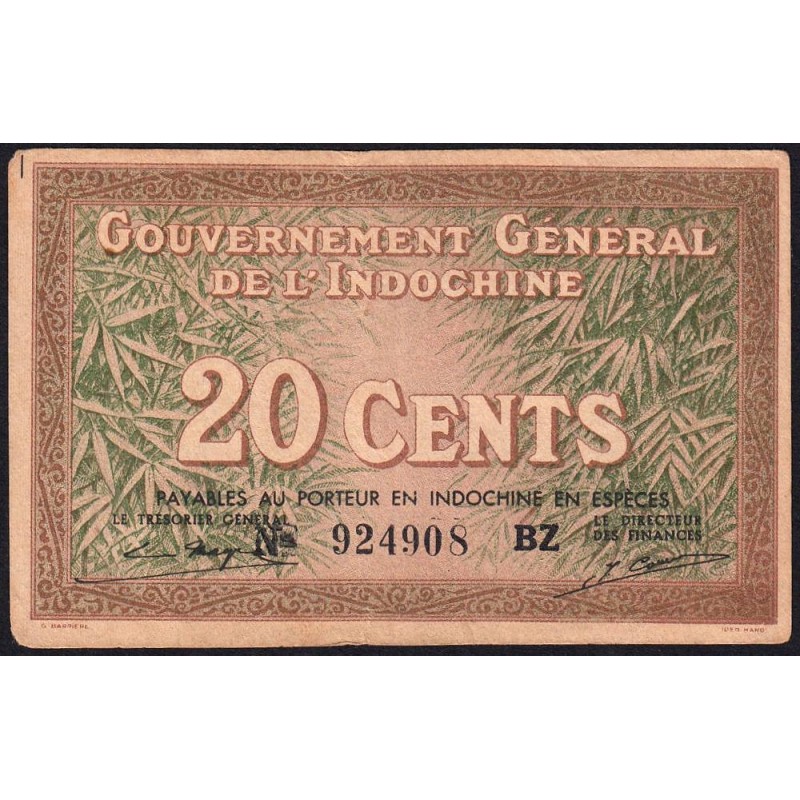 GOUVERNEMENT GÉNÉRAL
DE L'INDOCHINE
20 CENTS
PAYABLES AU PORTEUR EN INDOCHINE EN ESPÈCES
LE TRÉSORIER GÉNÉRAL
LE DIRECTEUR
DES FINANCES
Nº 924908 BZ
G. BARRIÈRE